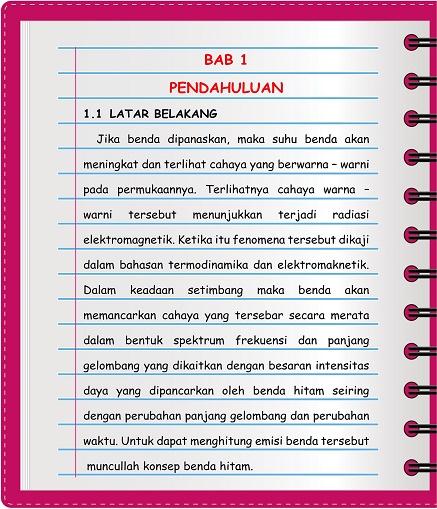 BAB 1
PENDAHULUAN
1.1 LATAR BELAKANG
Jika benda dipanaskan, maka suhu benda akan
meningkat dan terlihat cahaya yang berwarna – warni
pada permukaannya. Terlihatnya cahaya warna –
warni tersebut menunjukkan terjadi radiasi
elektromagnetik. Ketika itu fenomena tersebut dikaji
dalam bahasan termodinamika dan elektromaknetik.
Dalam keadaan setimbang maka benda akan
memancarkan cahaya yang tersebar secara merata
dalam bentuk spektrum frekuensi dan panjang
gelombang yang dikaitkan dengan besaran intensitas
daya yang dipancarkan oleh benda hitam seiring
dengan perubahan panjang gelombang dan perubahan
waktu. Untuk dapat menghitung emisi benda tersebut
muncullah konsep benda hitam.